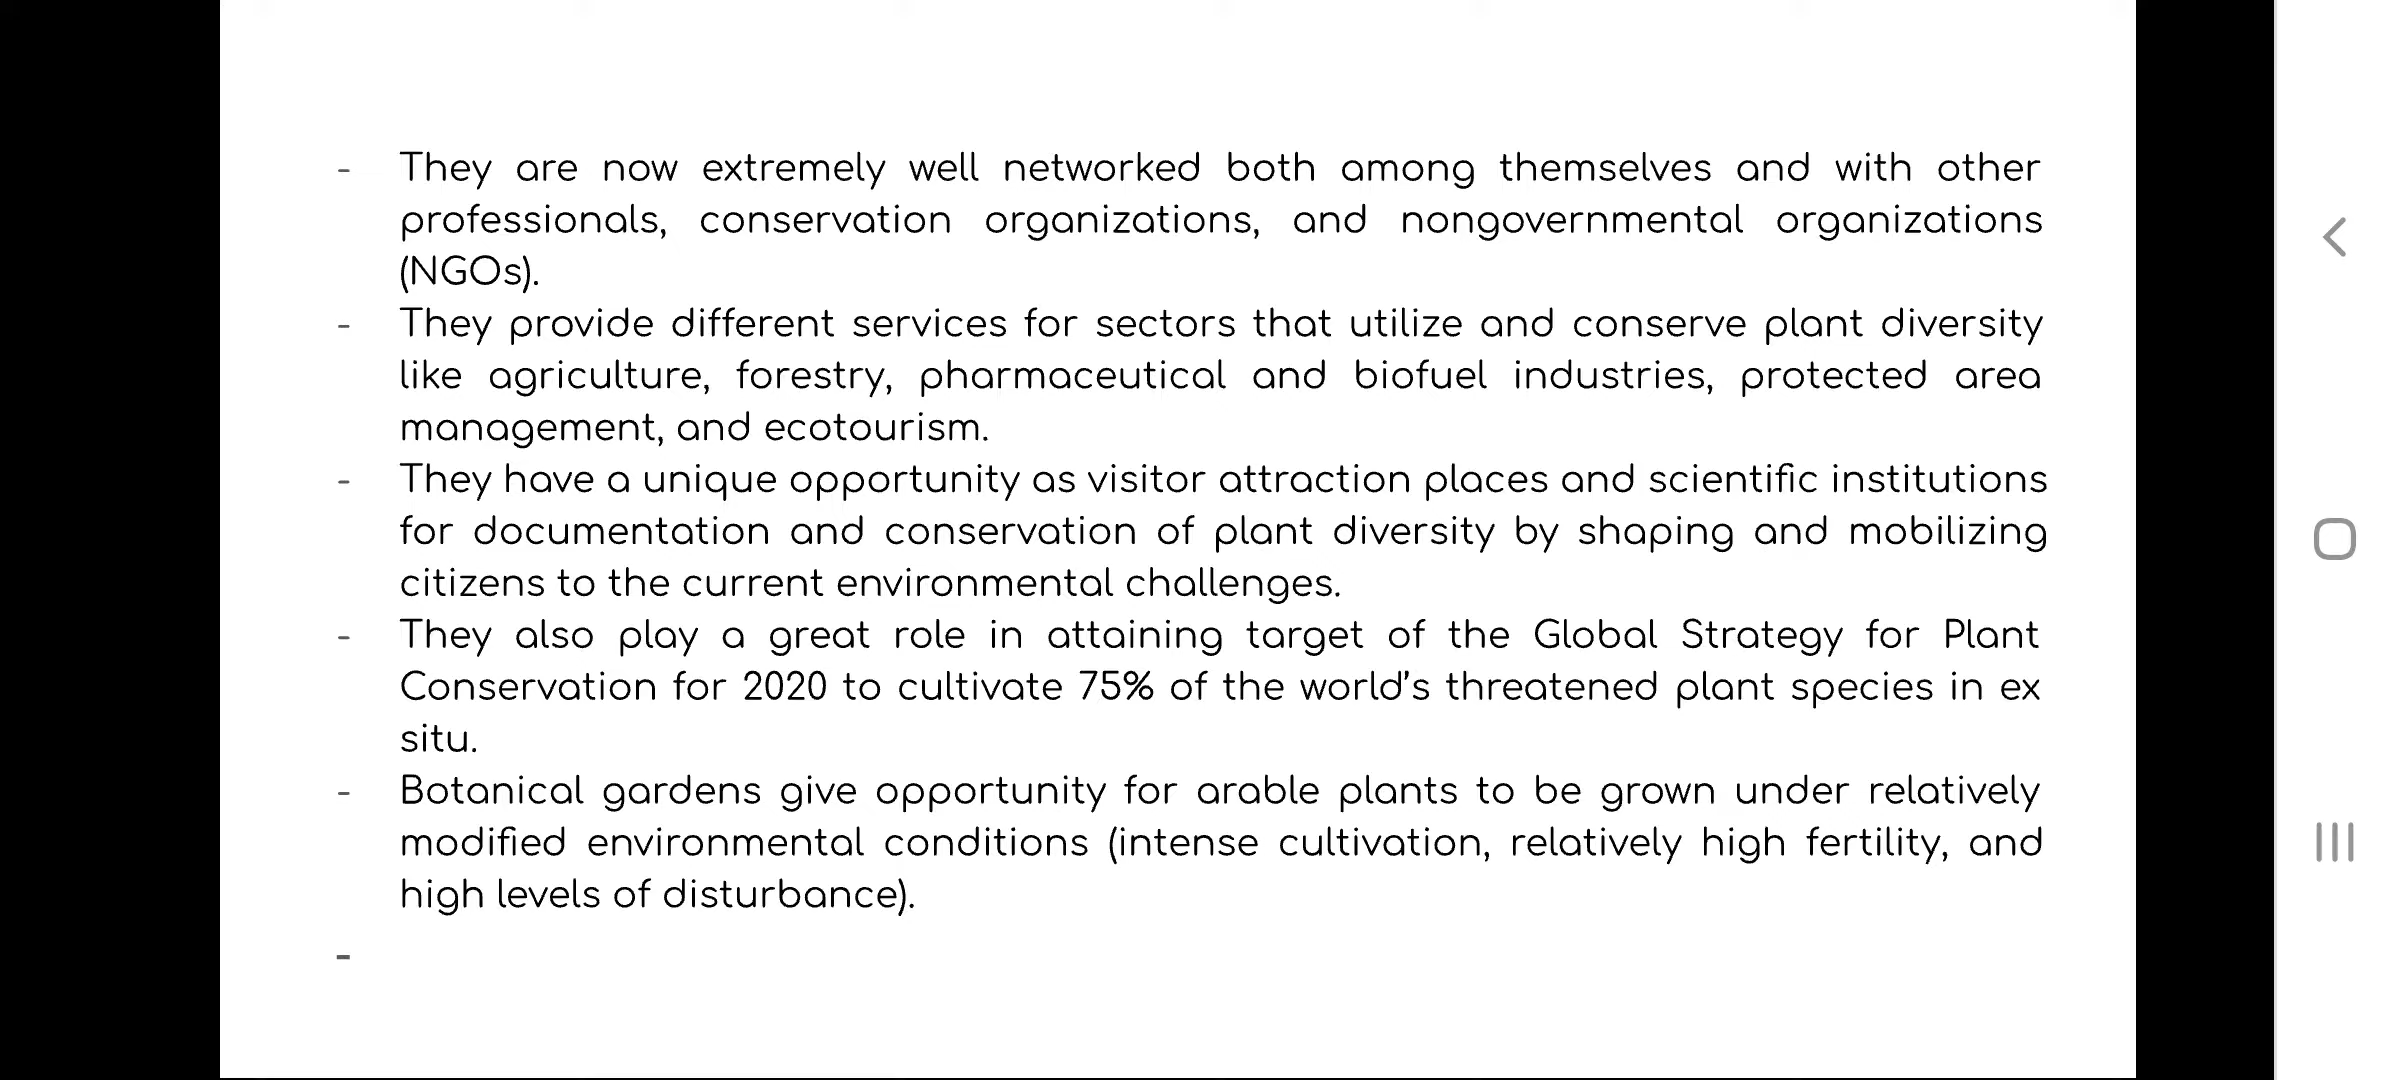 - They are now extremely well networked both among themselves and with other
professionals, conservation organizations, and nongovernmental organizations
(NGOs).
- They provide different services for sectors that utilize and conserve plant diversity
like agriculture, forestry, pharmaceutical and biofuel industries, protected area
management, and ecotourism.
- They have a unique opportunity as visitor attraction places and scientific institutions
for documentation and conservation of plant diversity by shaping and mobilizing
citizens to the current environmental challenges.
- They also play a great role in attaining target of the Global Strategy for Plant
Conservation for 2020 to cultivate 75% of the world's threatened plant species in ex
situ.
- Botanical gardens give opportunity for arable plants to be grown under relatively
modified environmental conditions (intense cultivation, relatively high fertility, and
high levels of disturbance).
-